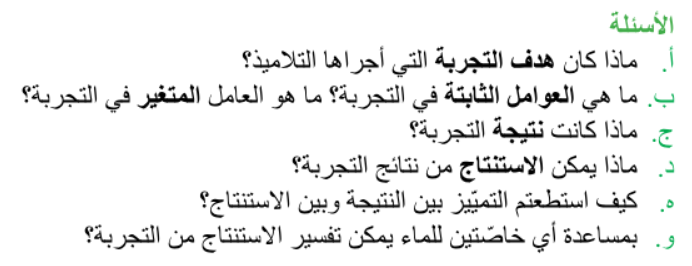 الأسئلة
أ. ماذا كان هدف التجربة التي أجراها التلاميذ؟
ب. ما هي العوامل الثابتة في التجربة؟ ما هو العامل المتغير في التجربة؟
ج. ماذا كانت نتيجة التجربة؟
د. ماذا يمكن الاستنتاج من نتائج التجربة؟
ه. كيف استطعتم التميّيز بين النتيجة وبين الاستنتاج؟
و. بمساعدة أي خاصّتين للماء يمكن تفسير الاستنتاج من التجربة؟